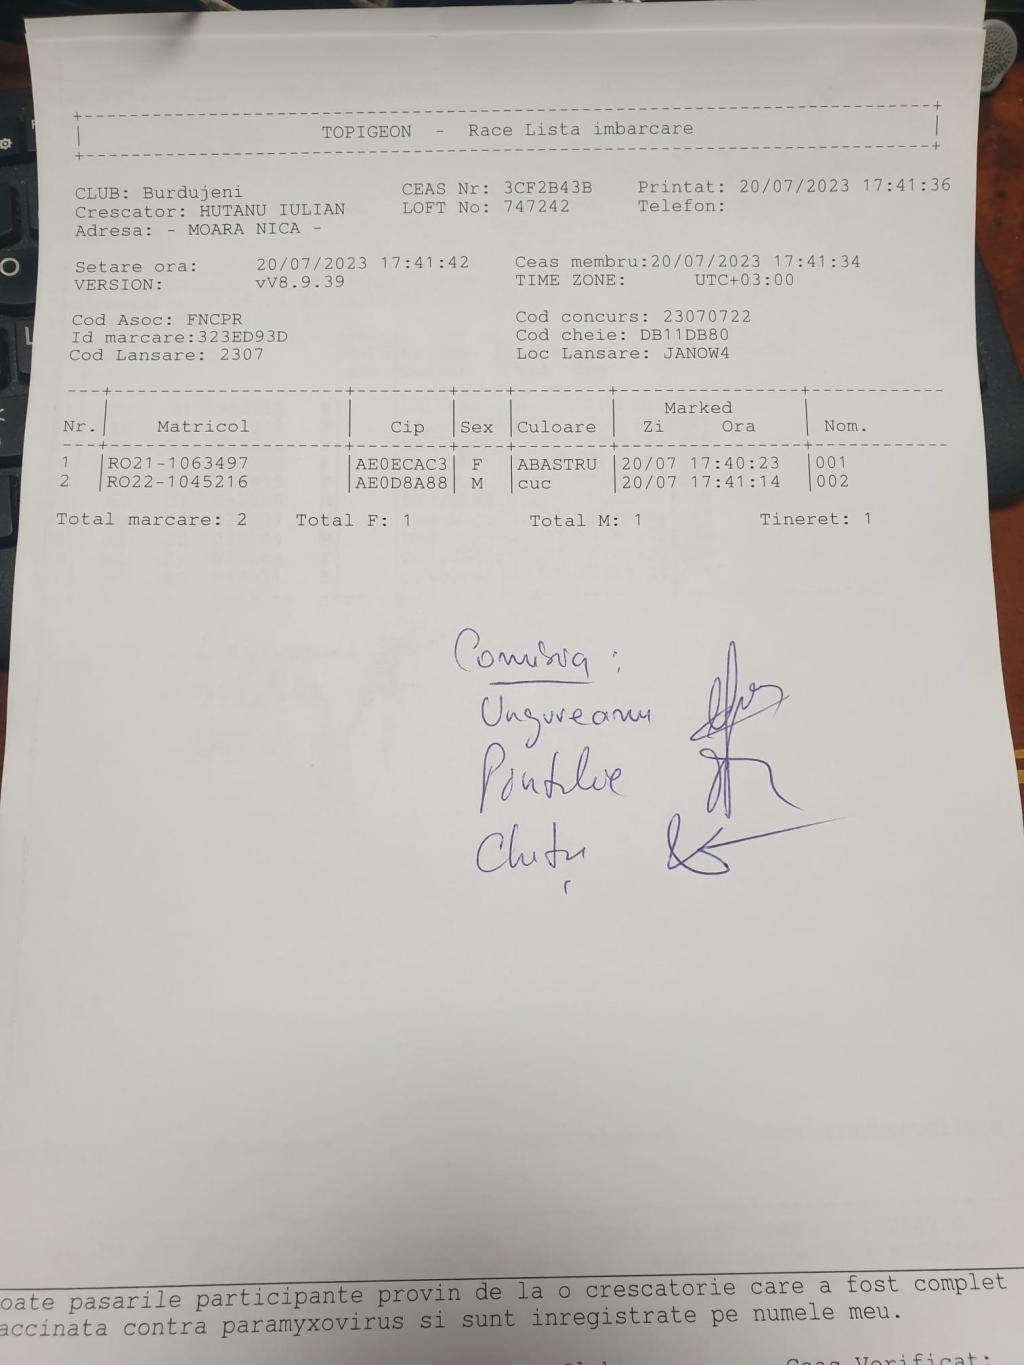 TOPIGEON - Race Lista imbarcare
CLUB: Burdujeni CEAS Nr: 3CF2B43B Printat: 20/07/2023 17:41:36
Crescator: HUTANU IULIAN LOFT No: 747242 Telefon:
Adresa: - MOARA NICA -
Setare ora: 20/07/2023 17:41:42 Ceas membru:20/07/2023 17:41:34
VERSION: vV8.9.39 TIME ZONE: UTC+03:00
Cod Asoc: FNCPR Cod concurs: 23070722
Id marcare:323ED93D Cod cheie: DB11DB80
Cod Lansare: 2307 Loc Lansare: JANOW4
Marked
Nr. Matricol Cip Sex Culoare Zi Ora Nom.
1 RO21-1063497 AE0ECAC3 F ABASTRU 20/07 17:40:23 001
2 RO22-1045216 AE0D8A88 M cuc 20/07 17:41:14 002
Total marcare: 2 Total F: 1 Total M: 1 Tineret: 1
Comisia :
Ungureanu
Pintilie
oate pasarile participante provin de la o crescatorie care a fost complet
accinata contra paramyxovirus si sunt inregistrate pe numele meu.
Ceas Verificat: